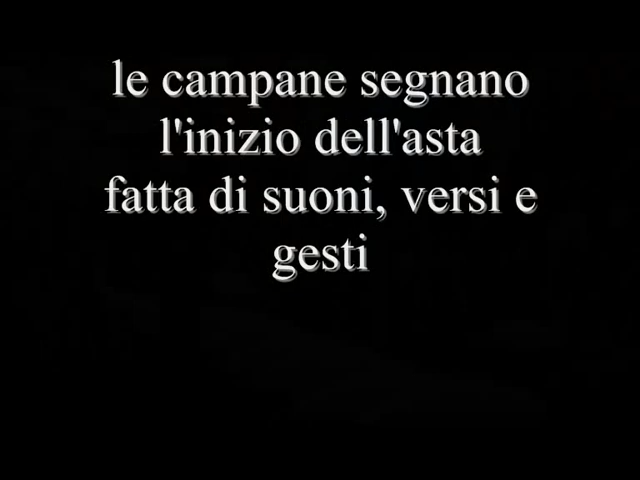 le campane segnano
l'inizio dell'asta
fatta di suoni, versi e
gesti